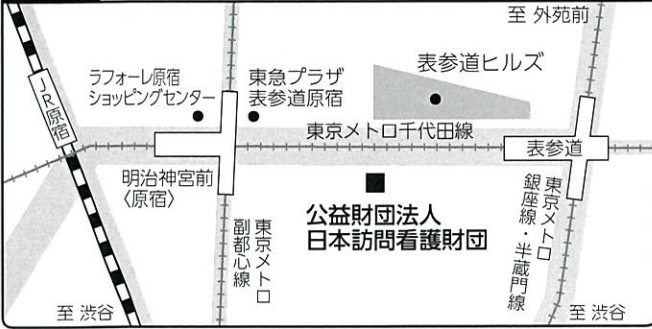 至 外苑前
ラフォーレ原宿
ショッピングセンター
東急プラザ
表参道原宿
表参道ヒルズ
JR原宿
東京メトロ千代田線
表参道
明治神宮前
〈原宿〉
公益財団法人
日本訪問看護財団
東京メトロ
副都心線
東京メトロ
銀座線・半蔵門線
至 渋谷
至 渋谷